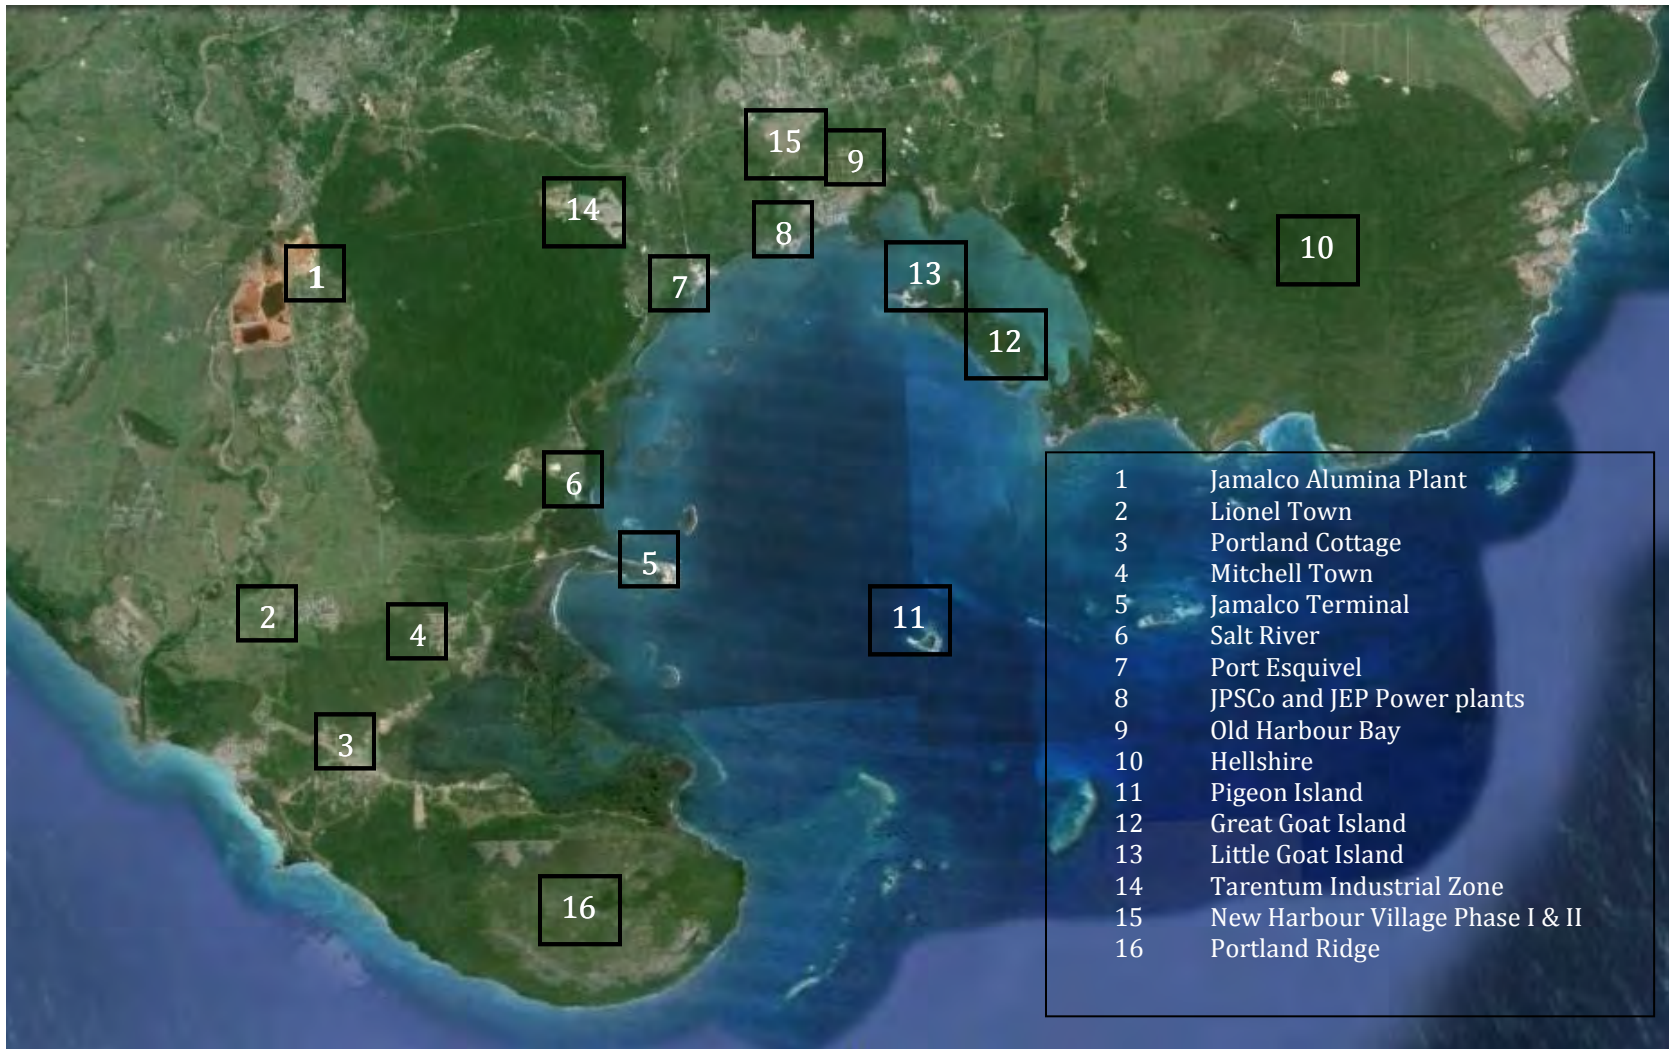 15
9
14
8
10
13
1
7
12
6
5
2
11
4
3
16
1 Jamalco Alumina Plant
2 Lionel Town
3 Portland Cottage
4 Mitchell Town
5 Jamalco Terminal
6 Salt River
7 Port Esquivel
8 JPSCo and JEP Power plants
9 Old Harbour Bay
10 Hellshire
11 Pigeon Island
12 Great Goat Island
13 Little Goat Island
14 Tarentum Industrial Zone
15 New Harbour Village Phase I & II
16 Portland Ridge